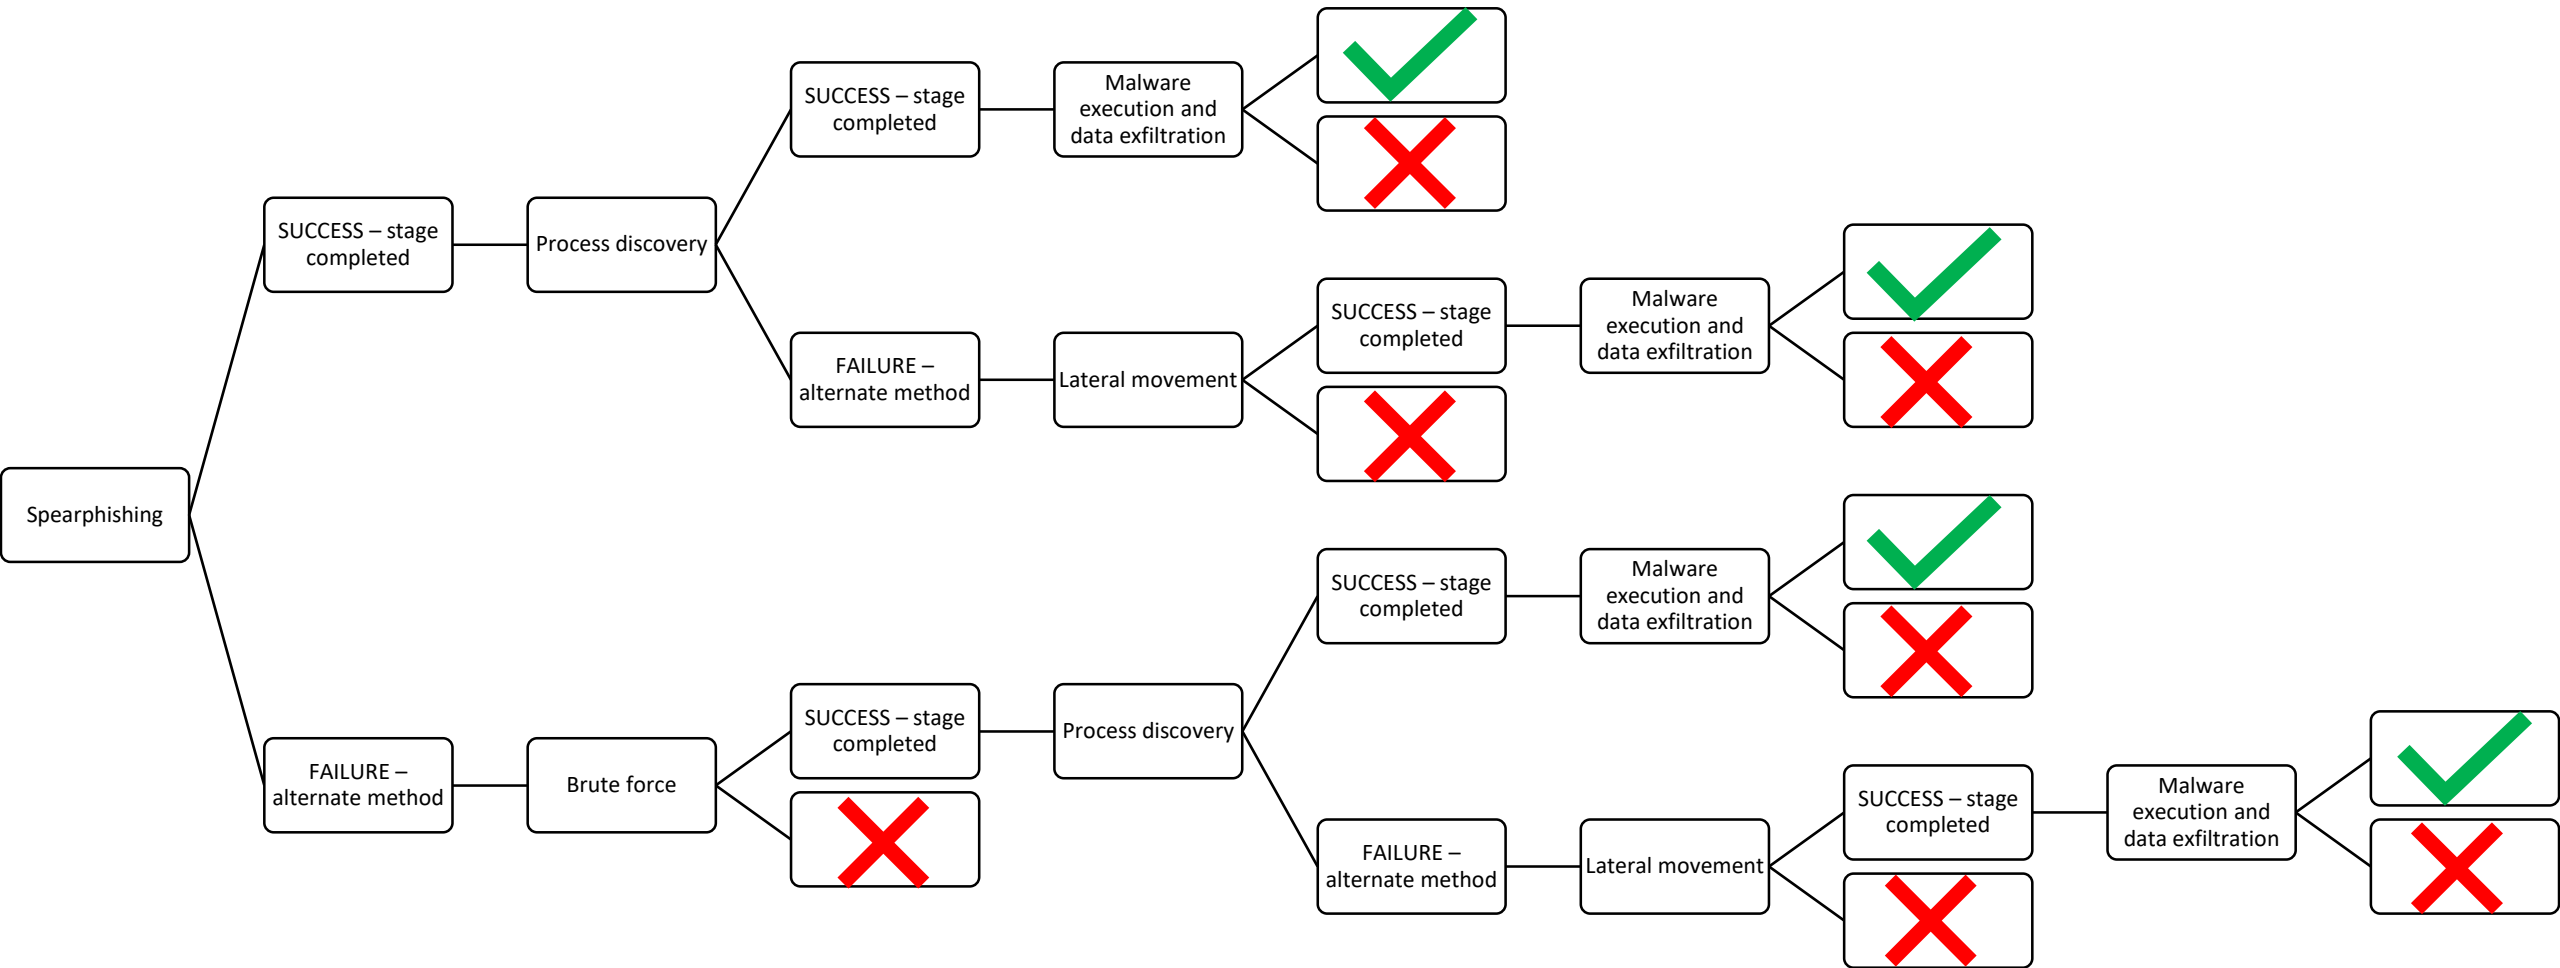 SUCCESS – stage
completed
Malware
execution and
data exfiltration
SUCCESS – stage
completed
Process discovery
FAILURE –
alternate method
Lateral movement
SUCCESS – stage
completed
Malware
execution and
data exfiltration
Spearphishing
FAILURE –
alternate method
Brute force
SUCCESS – stage
completed
Process discovery
SUCCESS – stage
completed
Malware
execution and
data exfiltration
FAILURE –
alternate method
Lateral movement
SUCCESS – stage
completed
Malware
execution and
data exfiltration